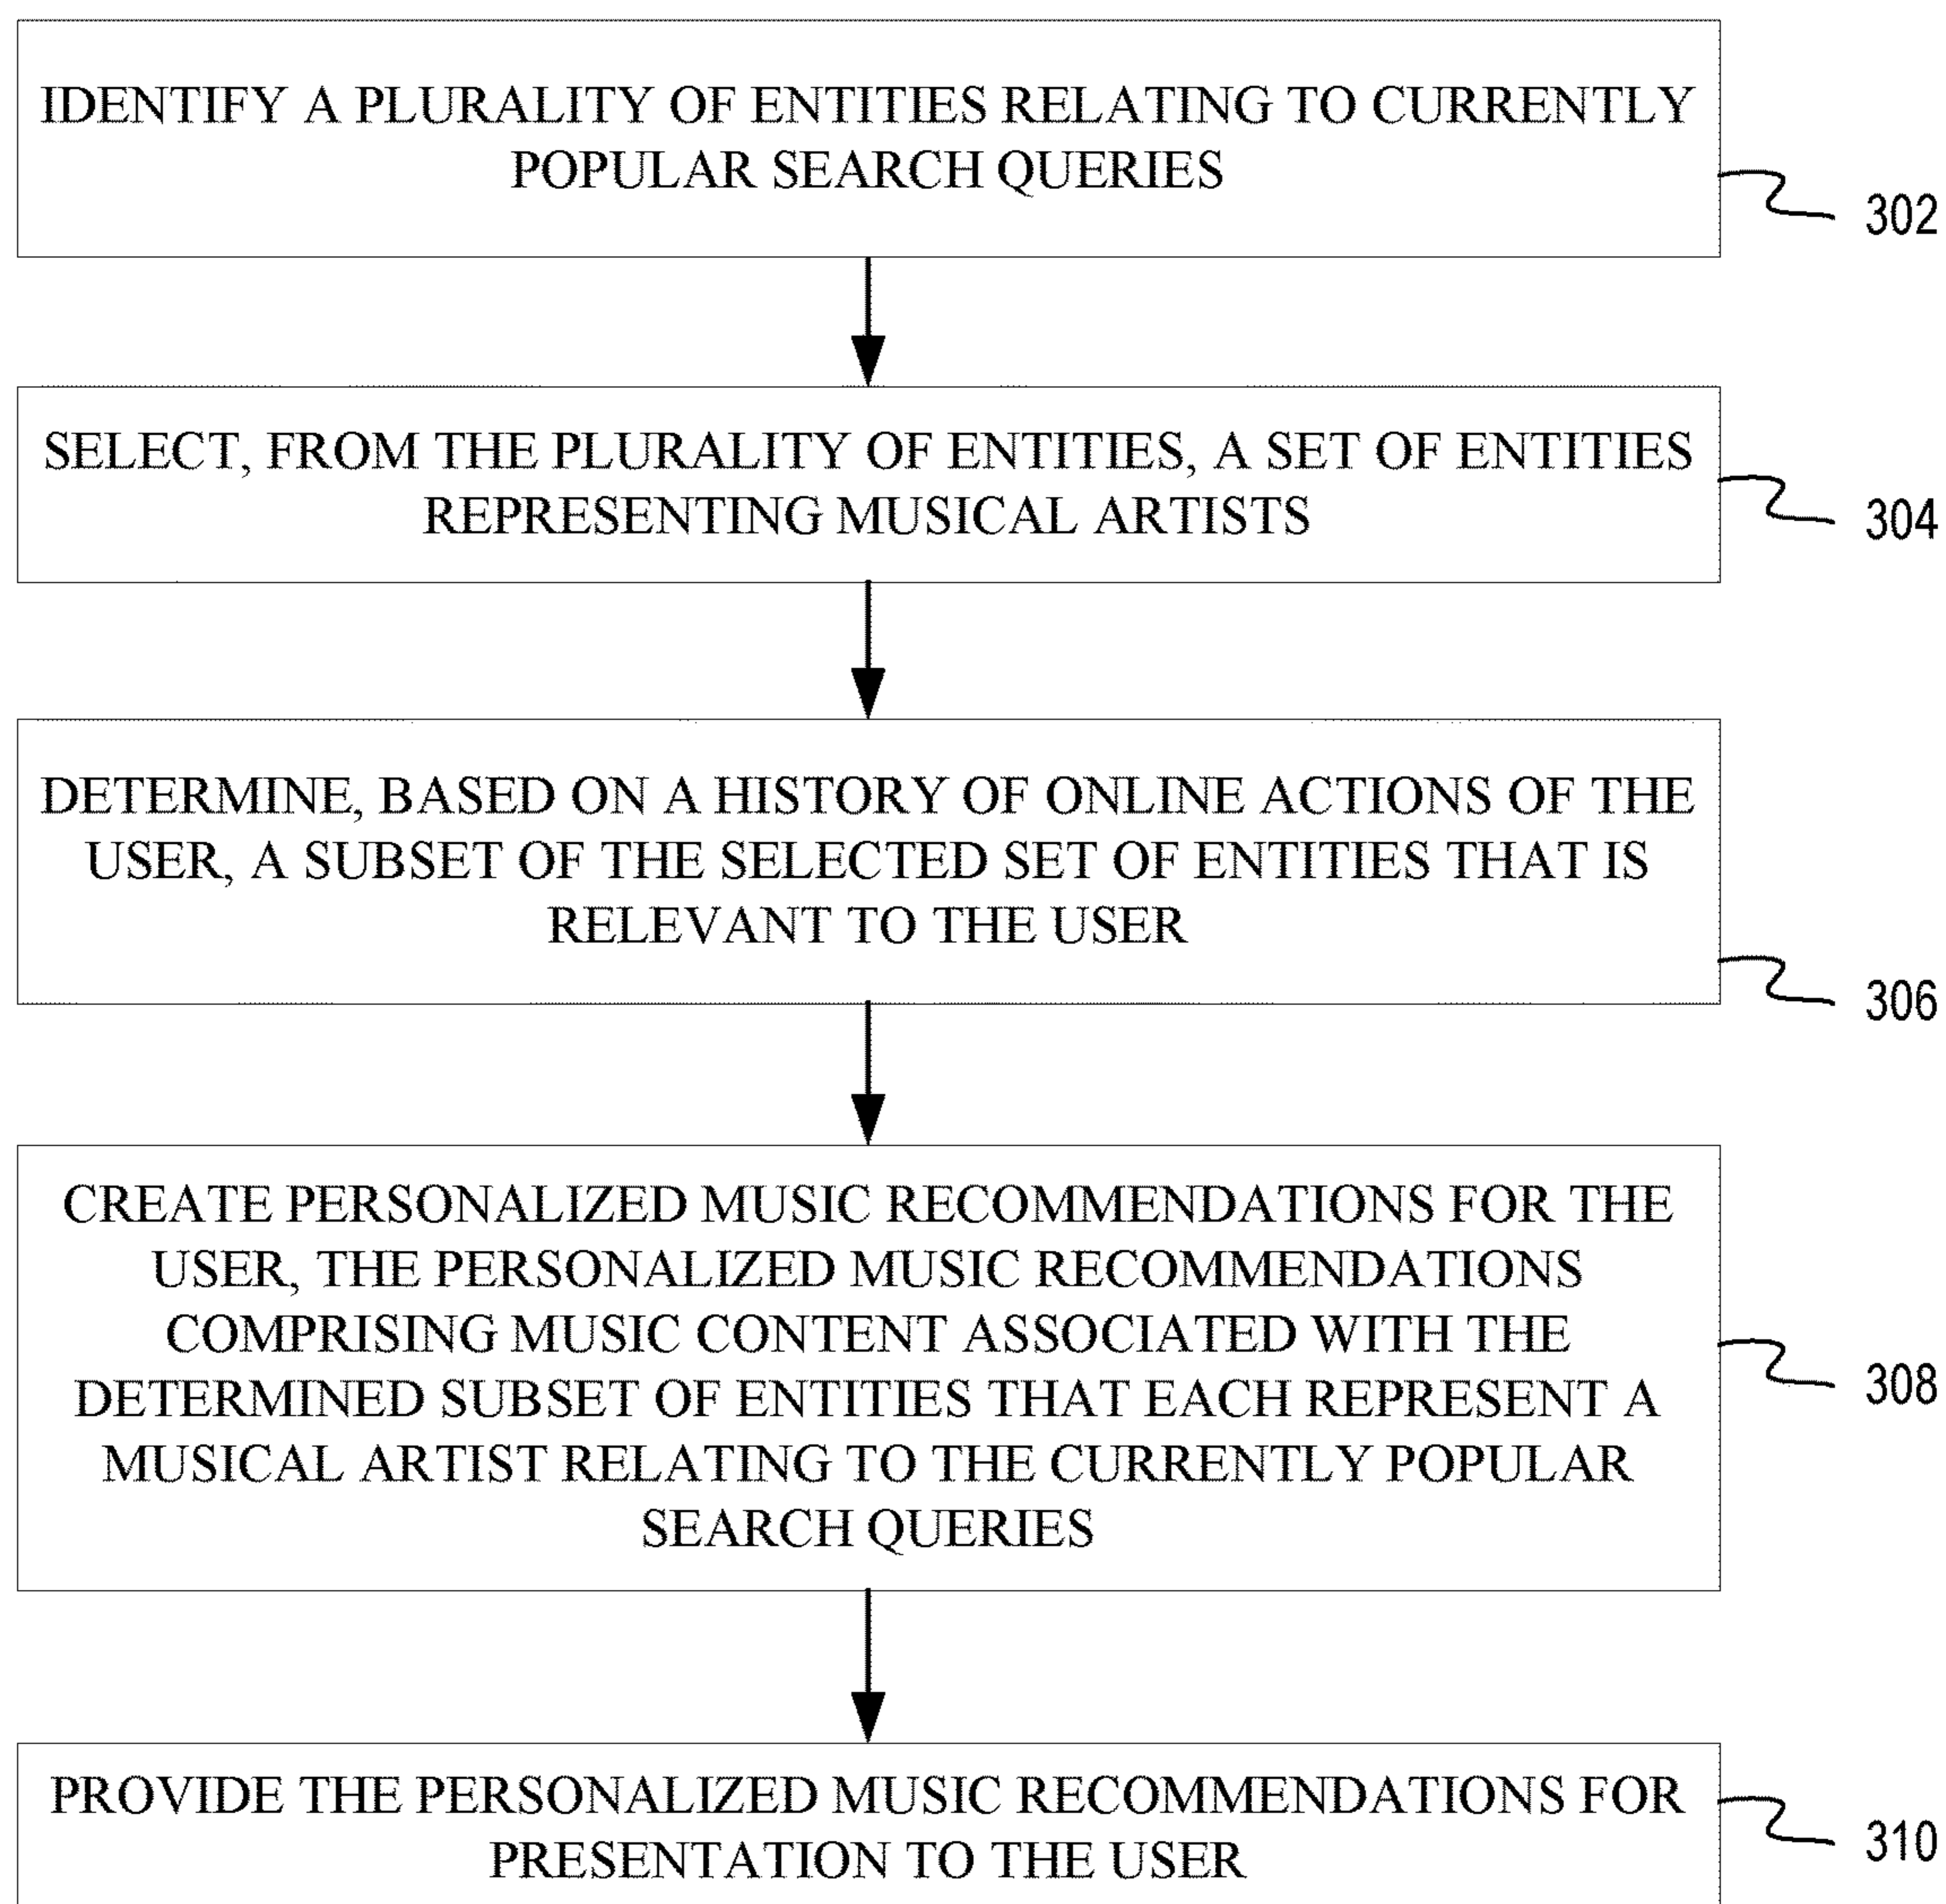 IDENTIFY A PLURALITY OF ENTITIES RELATING TO CURRENTLY
POPULAR SEARCH QUERIES
302
SELECT, FROM THE PLURALITY OF ENTITIES, A SET OF ENTITIES
REPRESENTING MUSICAL ARTISTS
304
DETERMINE, BASED ON A HISTORY OF ONLINE ACTIONS OF THE
USER, A SUBSET OF THE SELECTED SET OF ENTITIES THAT IS
RELEVANT TO THE USER
306
CREATE PERSONALIZED MUSIC RECOMMENDATIONS FOR THE
USER, THE PERSONALIZED MUSIC RECOMMENDATIONS
COMPRISING MUSIC CONTENT ASSOCIATED WITH THE
DETERMINED SUBSET OF ENTITIES THAT EACH REPRESENT A
MUSICAL ARTIST RELATING TO THE CURRENTLY POPULAR
SEARCH QUERIES
308
PROVIDE THE PERSONALIZED MUSIC RECOMMENDATIONS FOR
PRESENTATION TO THE USER
310